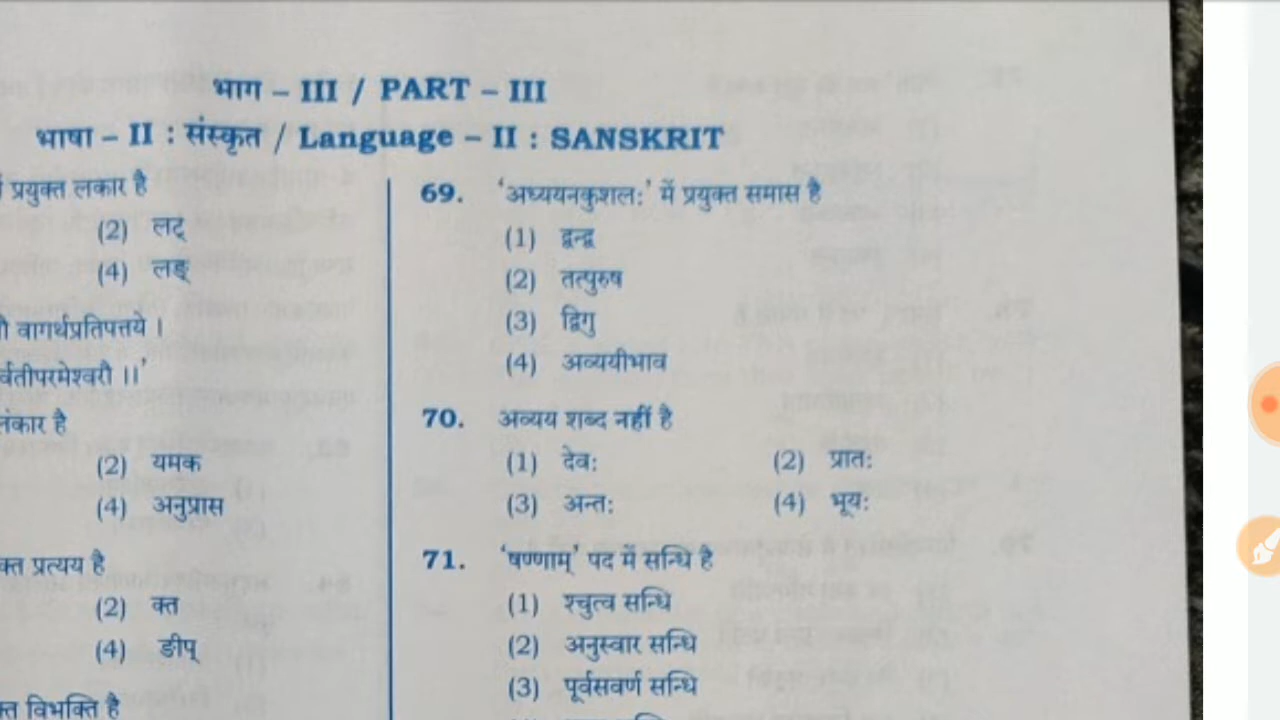 भाग – III / PART – III
भाषा – II : संस्कृत / Language – II : SANSKRIT
प्रयुक्त लकार है
(2) लट्
(4) लङ्
वागर्थप्रतिपत्तये ।
र्वतीपरमेश्वरौ ।।'
लंकार है
(2) यमक
(4) अनुप्रास
क्त प्रत्यय है
(2) क्त
(4) ङीप्
क्त विभक्ति है
69. 'अध्ययनकुशलः' में प्रयुक्त समास है
(1) द्वन्द्व
(2) तत्पुरुष
(3) द्विगु
(4) अव्ययीभाव
70. अव्यय शब्द नहीं है
(1) देवः (2) प्रातः
(3) अन्तः (4) भूयः
71. 'षण्णाम्' पद में सन्धि है
(1) श्चुत्व सन्धि
(2) अनुस्वार सन्धि
(3) पूर्वसवर्ण सन्धि